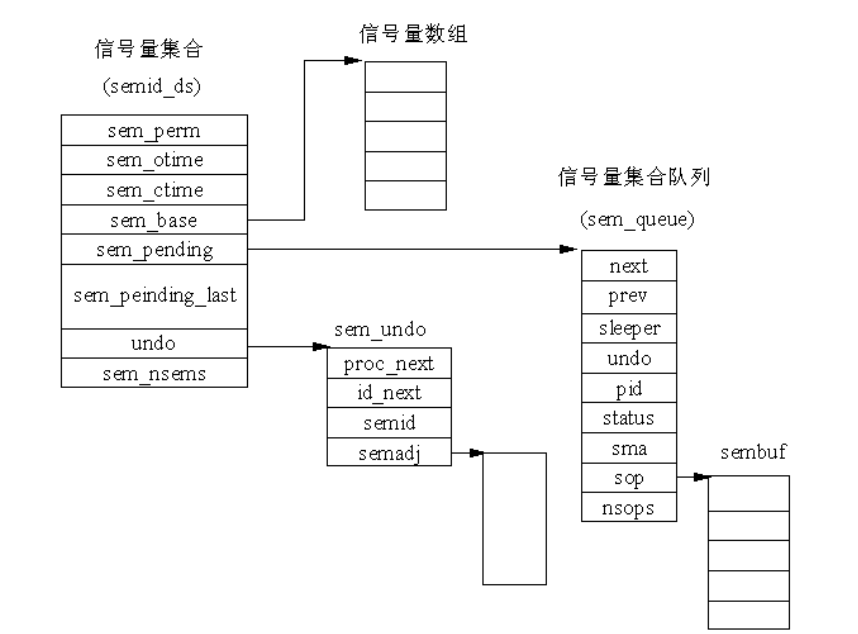 信号量集合
(semid_ds)
sem_perm
sem_otime
sem_ctime
sem_base
sem_pending
sem_peinding_last
undo
sem_nsems
信号量数组
sem_undo
proc_next
id_next
semid
semadj
信号量集合队列
(sem_queue)
next
prev
sleeper
undo
pid
status
sma
sop
nsops
sembuf